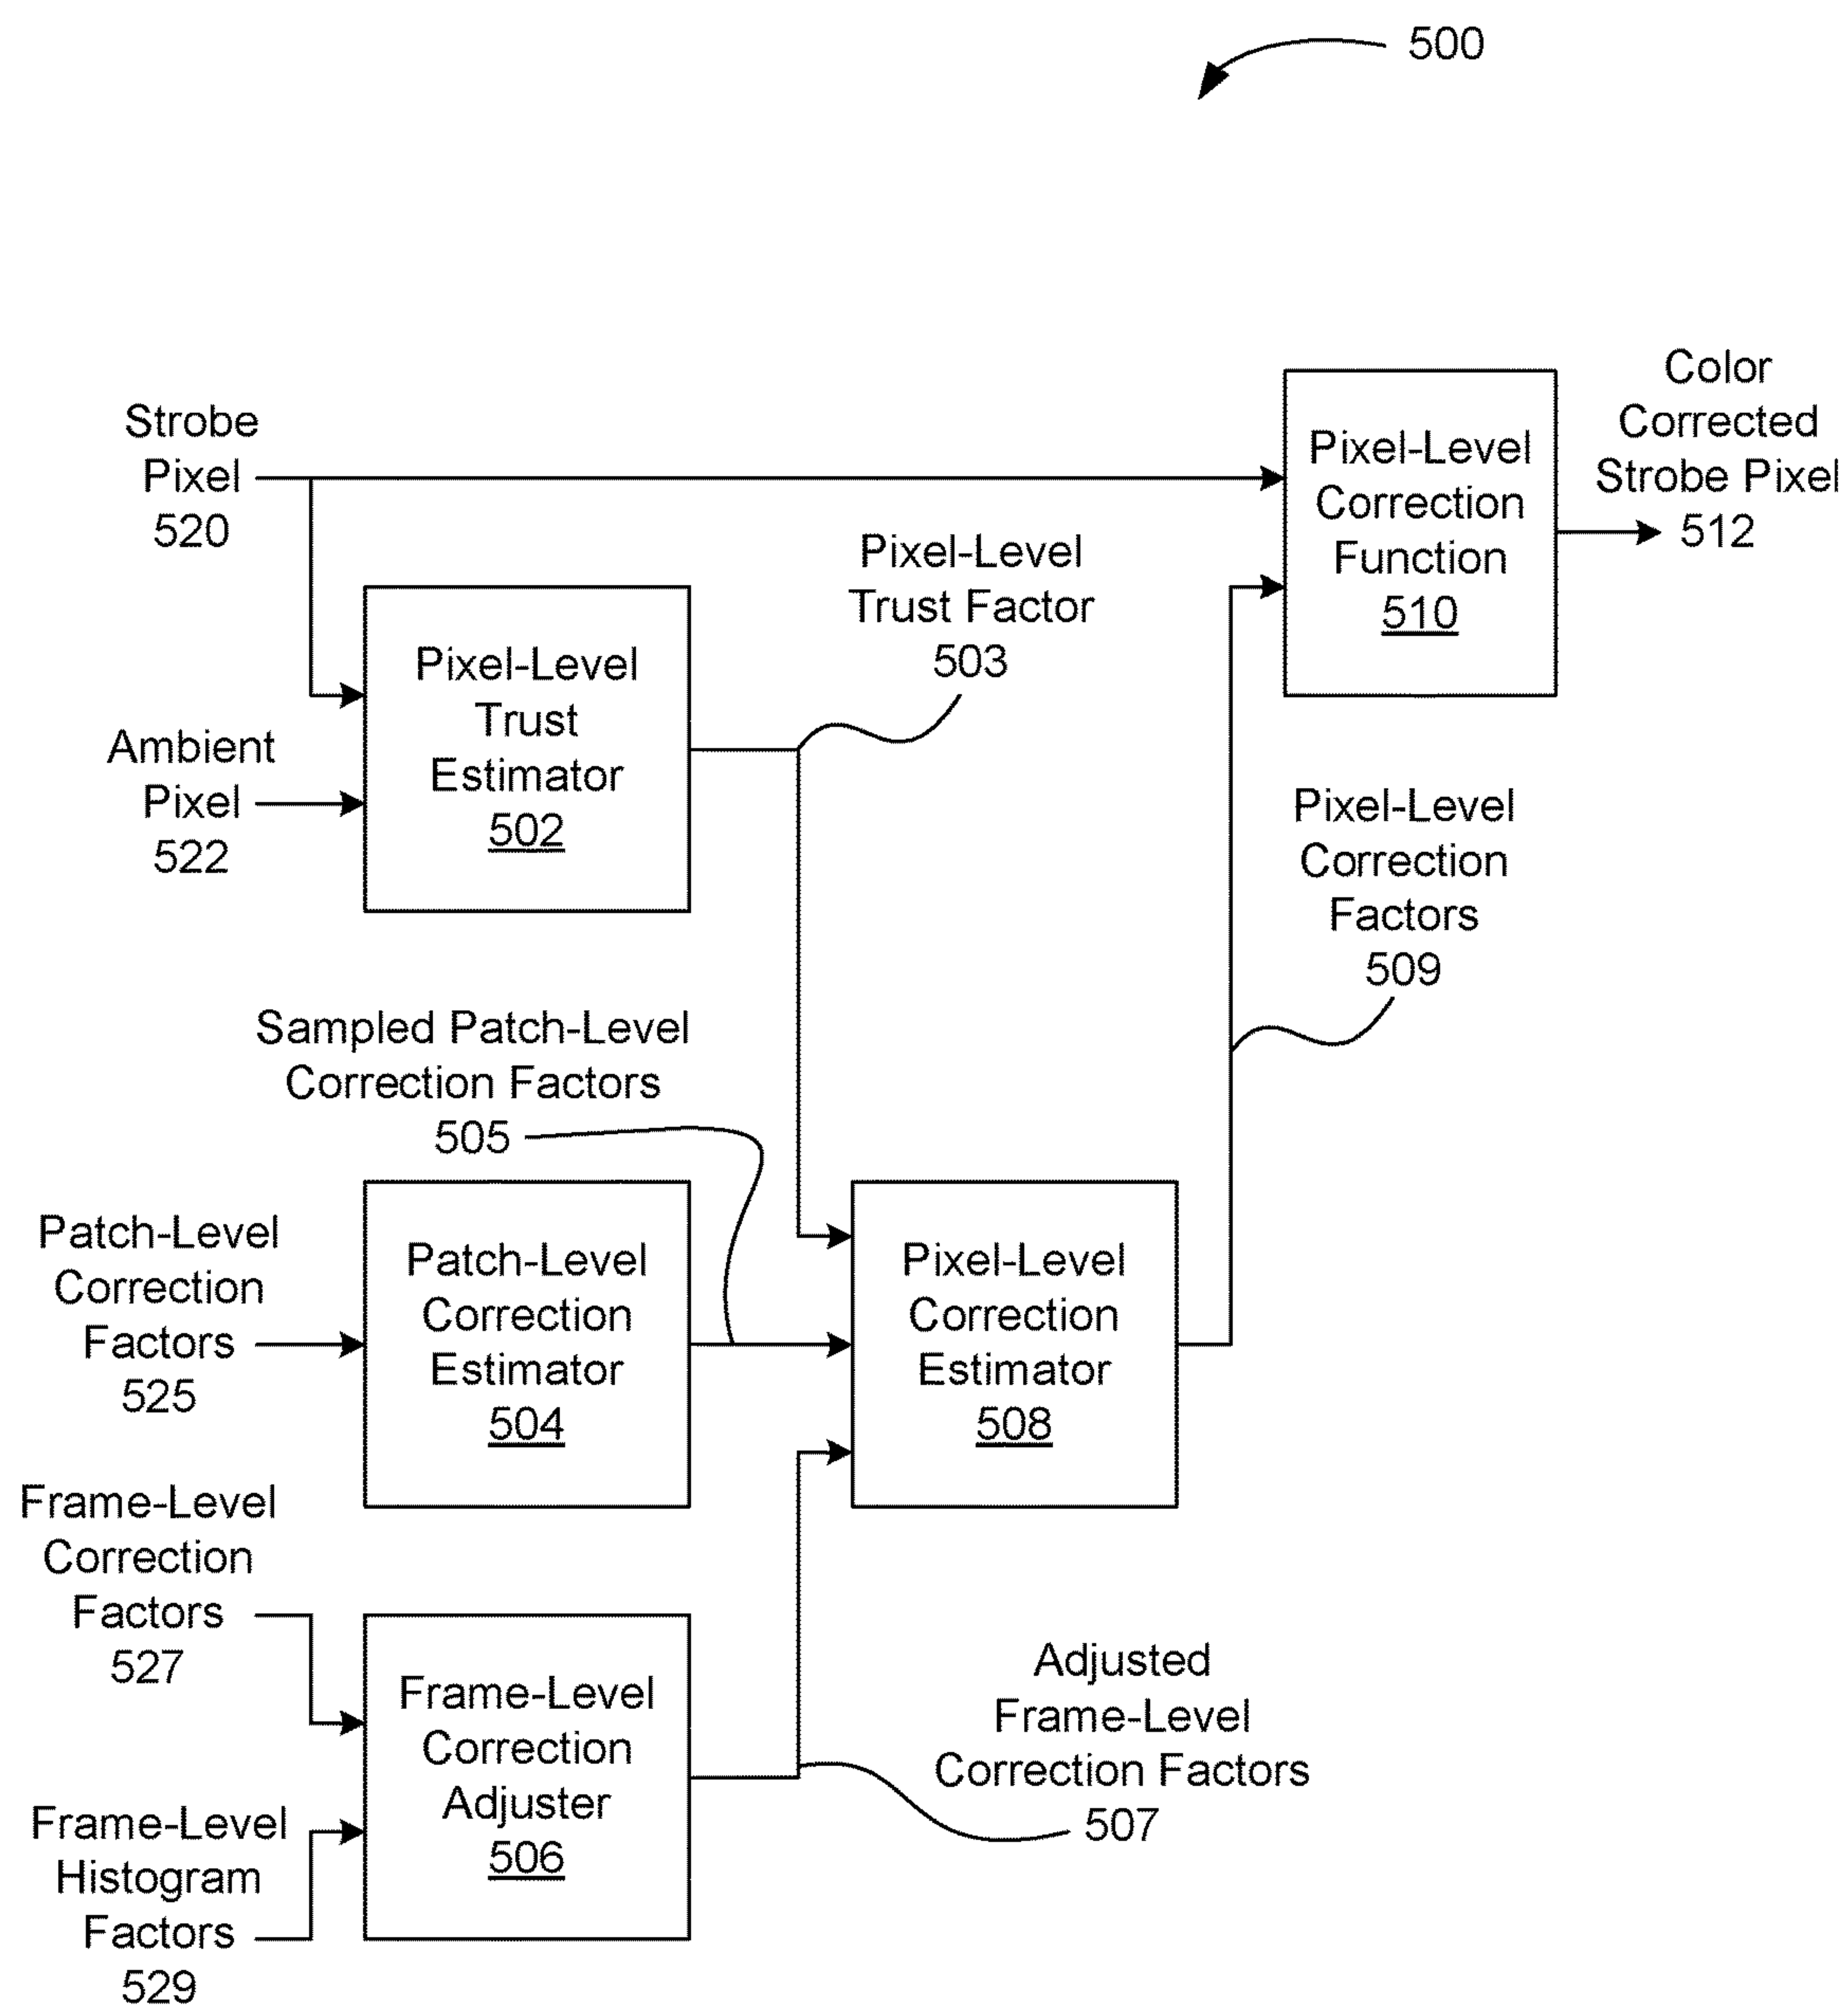 500
Strobe
Pixel
520
Ambient
Pixel
522
Pixel-Level
Trust
Estimator
502
Pixel-Level
Trust Factor
503
Pixel-Level
Correction
Function
510
Color
Corrected
Strobe Pixel
512
Pixel-Level
Correction
Factors
509
Sampled Patch-Level
Correction Factors
505
Patch-Level
Correction
Factors
525
Patch-Level
Correction
Estimator
504
Pixel-Level
Correction
Estimator
508
Frame-Level
Correction
Factors
527
Frame-Level
Histogram
Factors
529
Frame-Level
Correction
Adjuster
506
Adjusted
Frame-Level
Correction Factors
507